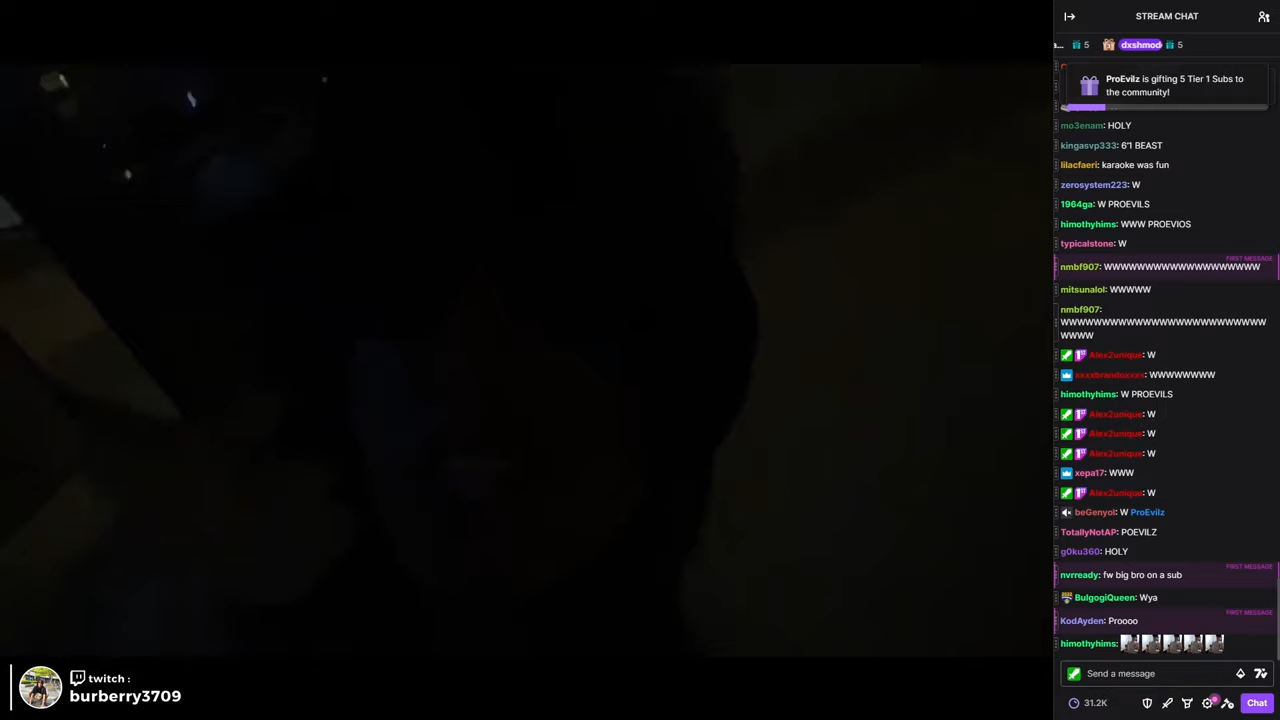 STREAM CHAT
a... 5 dxshmod 5
ProEvilz is gifting 5 Tier 1 Subs to
the community!
mo3enam: HOLY
kingasvp333: 6'1 BEAST
lilacfaeri: karaoke was fun
zerosystem223: W
1964ga: W PROEVILS
himothyhims: WWW PROEVIOS
typicalstone: W
FIRST MESSAGE
nmbf907: WWWWWWWWWWWWWWWWWWW
mitsunalol: WWWWW
nmbf907:
WWWWWWWWWWWWWWWWWWWWWWWWW
WWWW
Alex2unique: W
xxxxbrandoxxxx: WWWWWWWW
himothyhims: W PROEVILS
Alex2unique: W
Alex2unique: W
Alex2unique: W
xepa17: WWW
Alex2unique: W
beGenyol: W ProEvilz
TotallyNotAP: POEVILZ
g0ku360: HOLY
FIRST MESSAGE
nvrready: fw big bro on a sub
BulgogiQueen: Wya
FIRST MESSAGE
KodAyden: Proooo
himothyhims:
Send a message
31.2K
Chat
twitch :
burberry3709